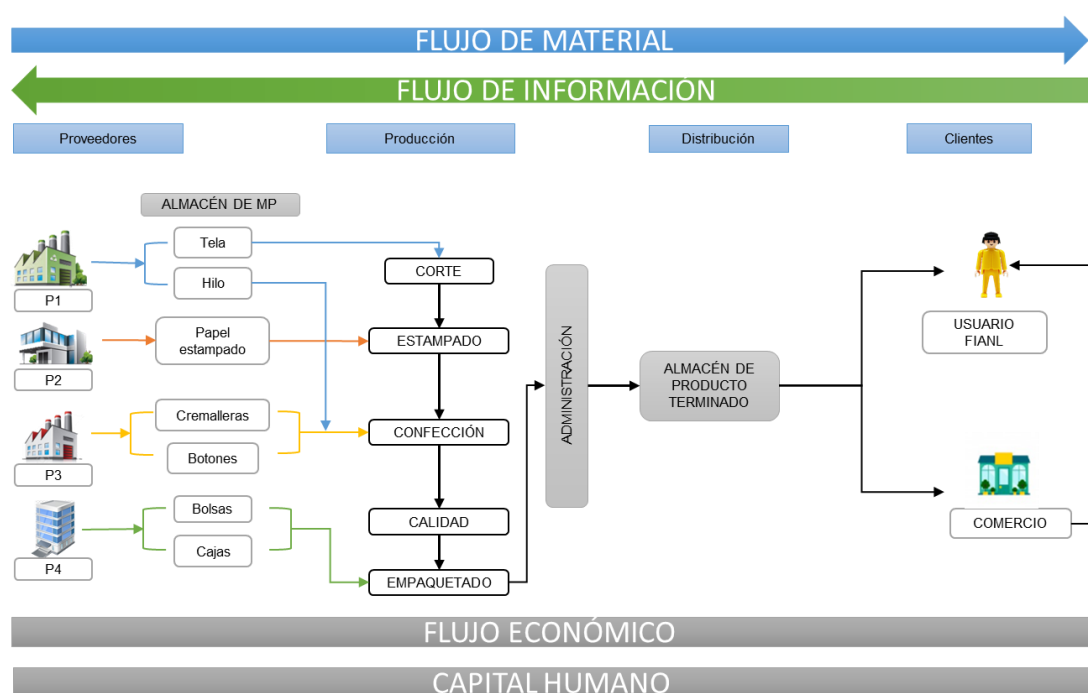 FLUJO DE MATERIAL
FLUJO DE INFORMACIÓN
Proveedores
Producción
Distribución
Clientes
ALMACÉN DE MP
Tela
Hilo
P1
CORTE
Papel
estampado
P2
ESTAMPADO
Cremalleras
Botones
P3
CONFECCIÓN
Bolsas
Cajas
P4
CALIDAD
EMPAQUETADO
ADMINISTRACIÓN
ALMACÉN DE
PRODUCTO
TERMINADO
USUARIO
FIANL
COMERCIO
FLUJO ECONÓMICO
CAPITAL HUMANO